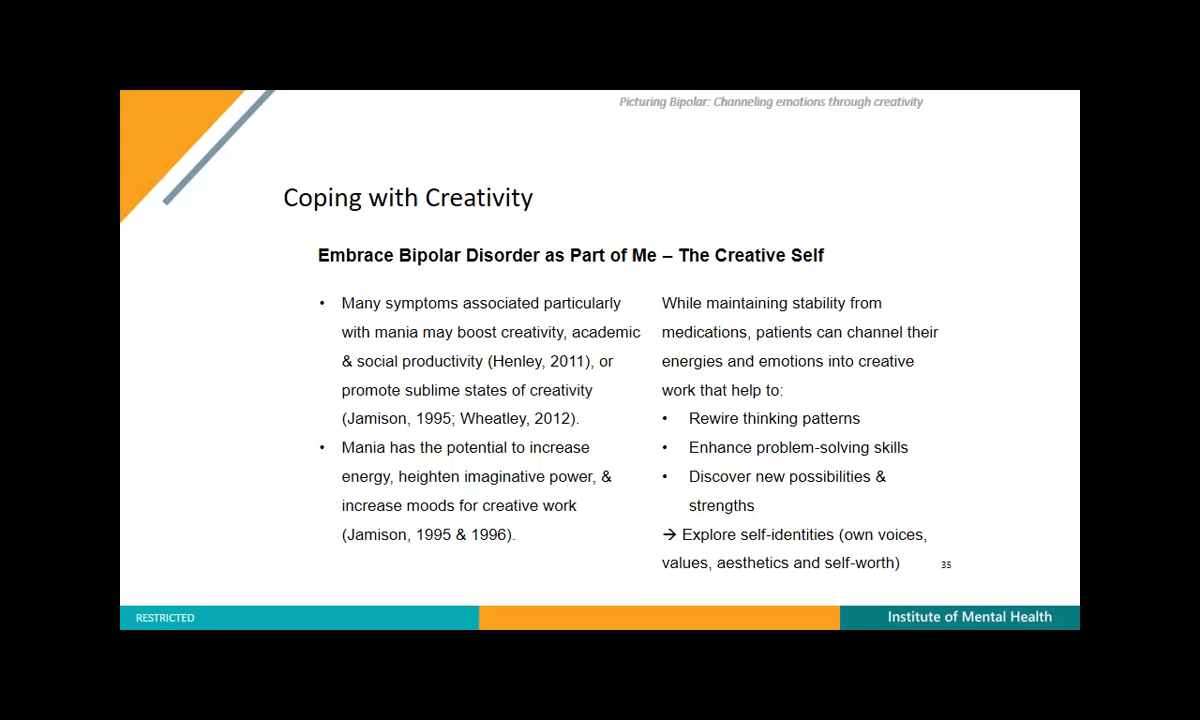 Picturing Bipolar: Channeling emotions through creativity
Coping with Creativity
Embrace Bipolar Disorder as Part of Me – The Creative Self
• Many symptoms associated particularly
with mania may boost creativity, academic
& social productivity (Henley, 2011), or
promote sublime states of creativity
(Jamison, 1995; Wheatley, 2012).
• Mania has the potential to increase
energy, heighten imaginative power, &
increase moods for creative work
(Jamison, 1995 & 1996).
While maintaining stability from
medications, patients can channel their
energies and emotions into creative
work that help to:
• Rewire thinking patterns
• Enhance problem-solving skills
• Discover new possibilities &
strengths
→ Explore self-identities (own voices,
values, aesthetics and self-worth)
35
RESTRICTED
Institute of Mental Health